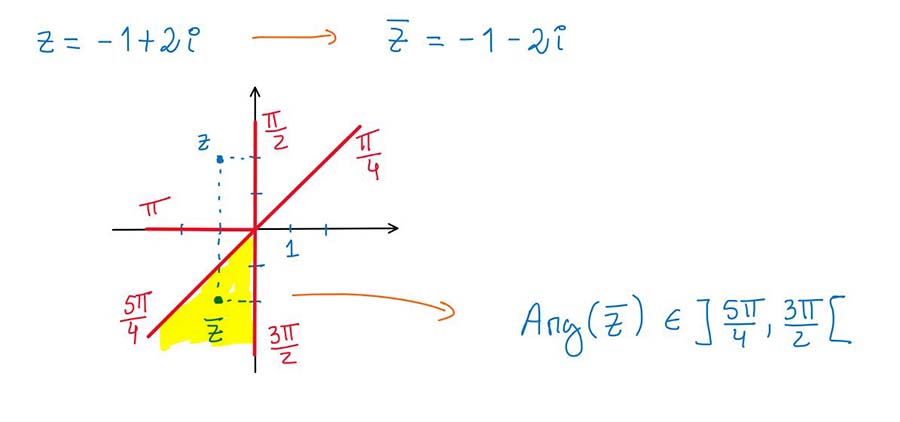 z = -1+2i → z̅ = -1-2i
π/2
z
π/4
π
1
5π/4
z̅
3π/2
Arg(z̅) ∈ ]5π/4, 3π/2[